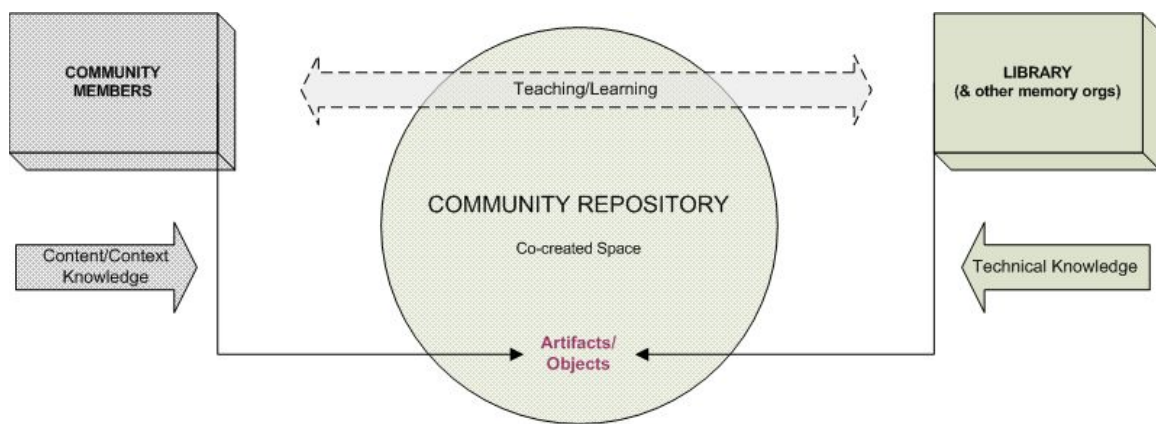 COMMUNITY
MEMBERS
Teaching/Learning
LIBRARY
(& other memory orgs)
COMMUNITY REPOSITORY
Co-created Space
Content/Context
Knowledge
Technical Knowledge
Artifacts/
Objects